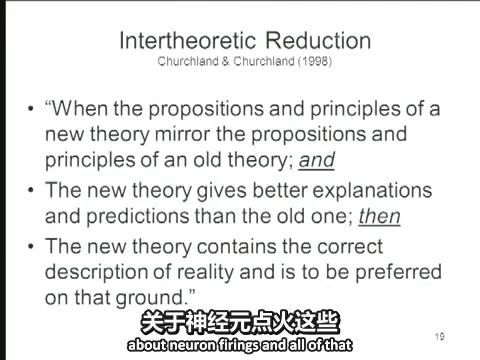 Intertheoretic Reduction
Churchland & Churchland (1998)
• “When the propositions and principles of a
new theory mirror the propositions and
principles of an old theory; and
• The new theory gives better explanations
and predictions than the old one; then
• The new theory contains the correct
description of reality and is to be preferred
on that ground.”
关于神经元点火这些
about neuron firings and all of that
19